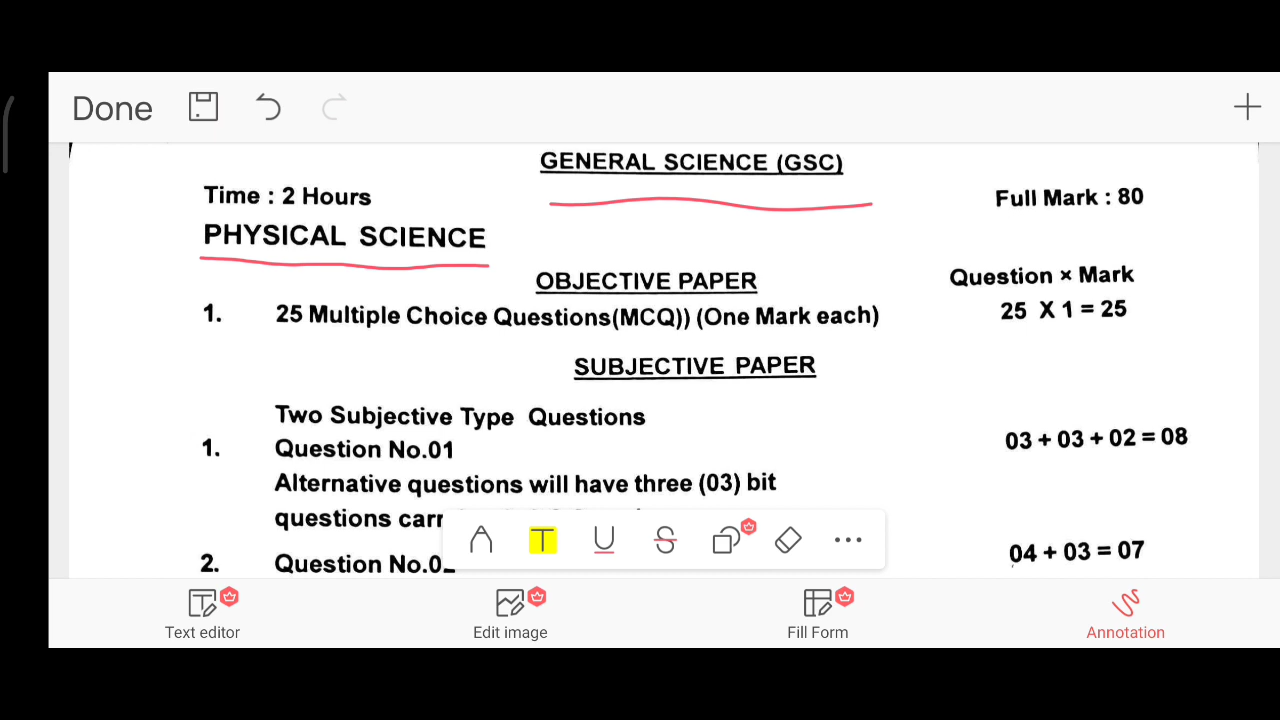 Done
GENERAL SCIENCE (GSC)
Time : 2 Hours
Full Mark : 80
PHYSICAL SCIENCE
OBJECTIVE PAPER
Question × Mark
1. 25 Multiple Choice Questions(MCQ)) (One Mark each) 25 X 1 = 25
SUBJECTIVE PAPER
Two Subjective Type Questions
1. Question No.01 03 + 03 + 02 = 08
Alternative questions will have three (03) bit
questions
2. Question 04 + 03 = 07
Text editor
Edit image
Fill Form
Annotation